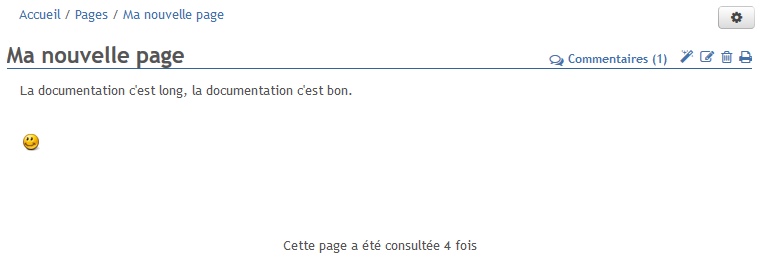 Accueil / Pages / Ma nouvelle page
Ma nouvelle page
Commentaires (1)
La documentation c'est long, la documentation c'est bon.
Cette page a été consultée 4 fois